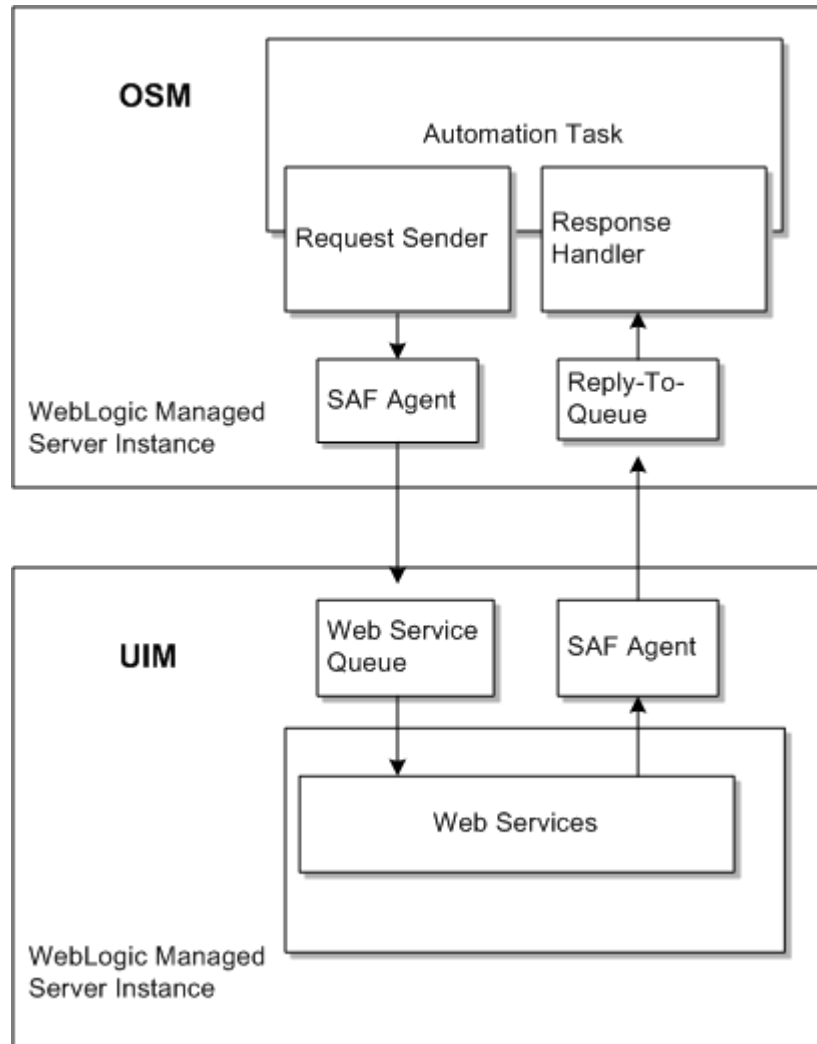 OSM
Automation Task
Request Sender
Response
Handler
SAF Agent
Reply-To-
Queue
WebLogic Managed
Server Instance
UIM
Web Service
Queue
SAF Agent
Web Services
WebLogic Managed
Server Instance